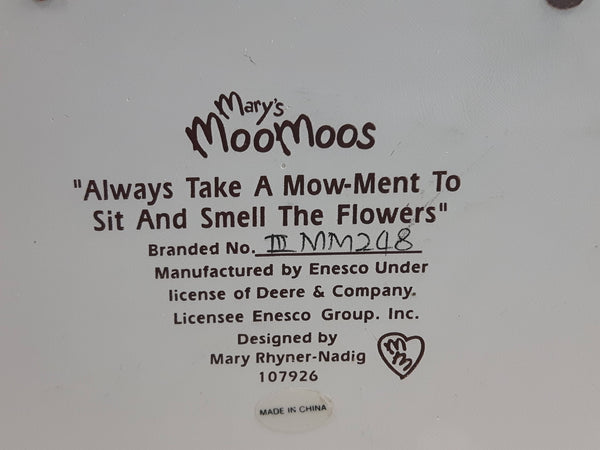 Mary's
MooMoos
"Always Take A Mow-Ment To
Sit And Smell The Flowers"
Branded No. III MM248
Manufactured by Enesco Under
license of Deere & Company.
Licensee Enesco Group. Inc.
Designed by
Mary Rhyner-Nadig
107926
MM
MADE IN CHINA